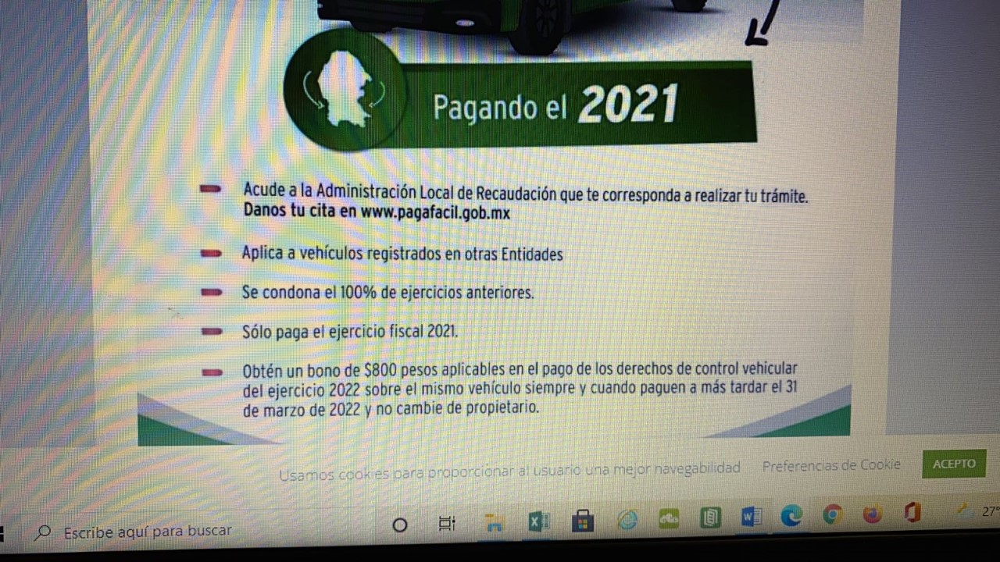 Pagando el 2021
Acude a la Administración Local de Recaudación que te corresponda a realizar tu trámite.
Danos tu cita en www.pagafacil.gob.mx
Aplica a vehículos registrados en otras Entidades
Se condona el 100% de ejercicios anteriores.
Sólo paga el ejercicio fiscal 2021.
Obtén un bono de $800 pesos aplicables en el pago de los derechos de control vehicular
del ejercicio 2022 sobre el mismo vehículo siempre y cuando paguen a más tardar el 31
de marzo de 2022 y no cambie de propietario.
Usamos cookies para proporcionar al usuario una mejor navegabilidad
Preferencias de Cookie
ACEPTO
Escribe aquí para buscar
27°